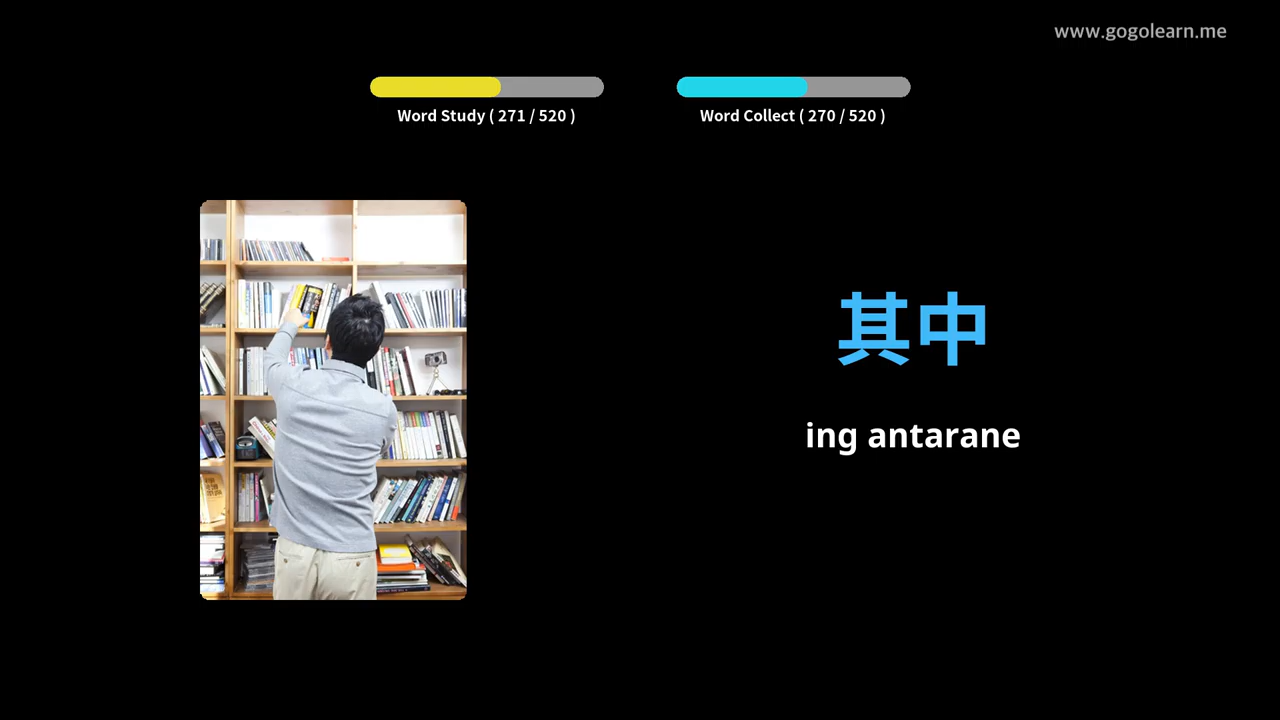 www.gogolearn.me
Word Study ( 271 / 520 )
Word Collect ( 270 / 520 )
其中
ing antarane